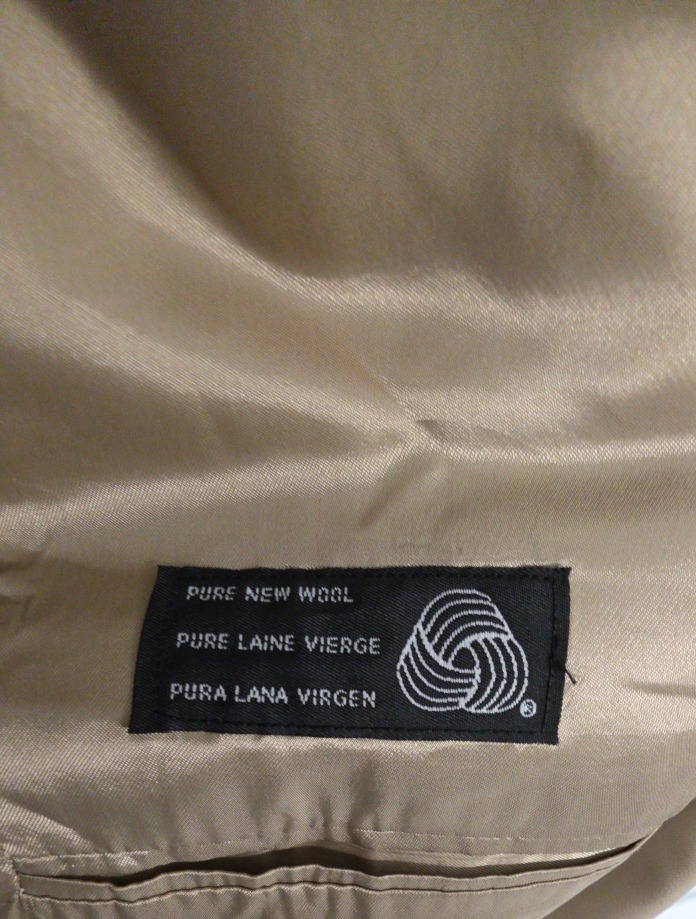 PURE NEW WOOL
PURE LAINE VIERGE
PURA LANA VIRGEN
®